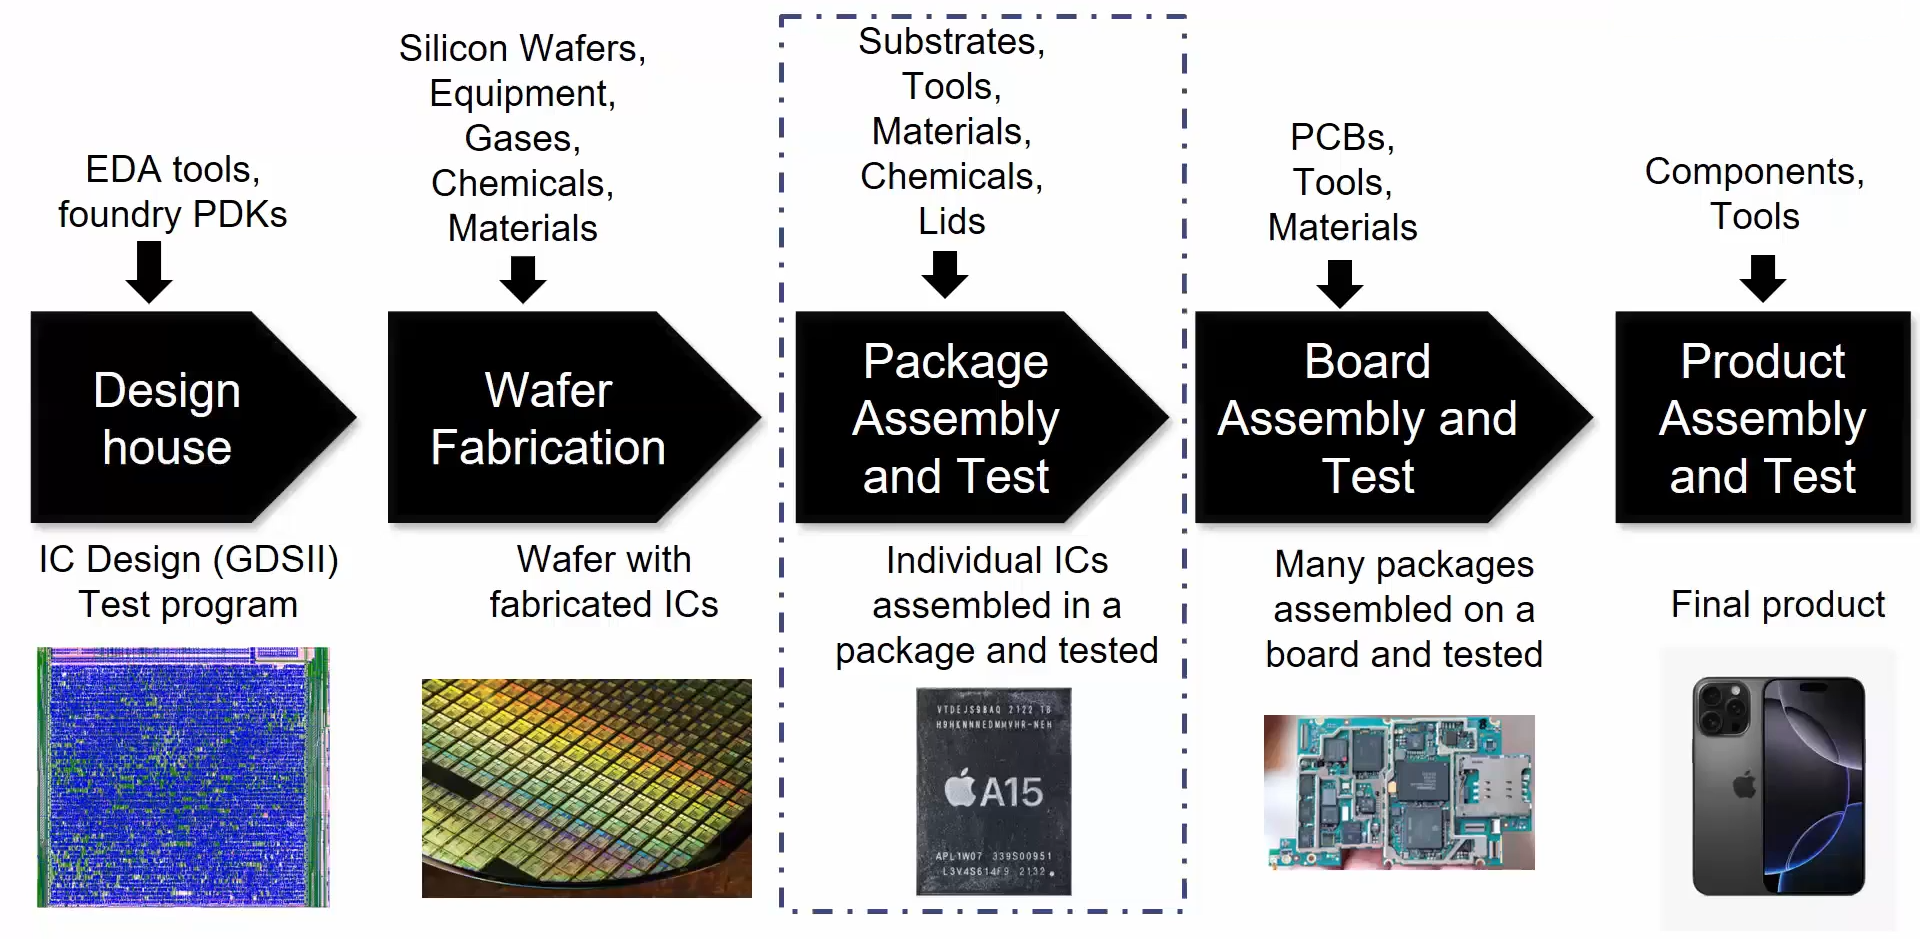 EDA tools,
foundry PDKs
Design
house
IC Design (GDSII)
Test program
Silicon Wafers,
Equipment,
Gases,
Chemicals,
Materials
Wafer
Fabrication
Wafer with
fabricated ICs
Substrates,
Tools,
Materials,
Chemicals,
Lids
Package
Assembly
and Test
Individual ICs
assembled in a
package and tested
VTDEJS9BAQ 2122 TB
H9HKNNNEDMMVHR-NEH
A15
APL1W07 339S00951
L3V4S614F9 2132
PCBs,
Tools,
Materials
Board
Assembly and
Test
Many packages
assembled on a
board and tested
Components,
Tools
Product
Assembly
and Test
Final product